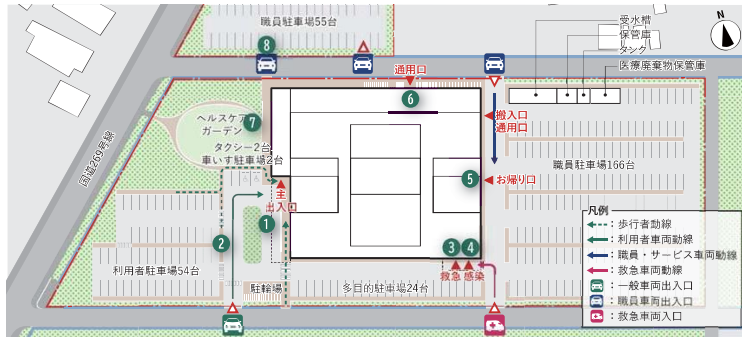 職員駐車場55台
8
N
受水槽
保管庫
タンク
医療廃棄物保管庫
通用口
6
搬入口
通用口
7
ヘルスケア
ガーデン
タクシー2台
車いす駐車場2台
国道269号線
職員駐車場166台
5
お帰り口
主
出入口
1
2
3
4
救急
感染
利用者駐車場54台
駐輪場
多目的駐車場24台
凡例
:歩行者動線
:利用者車両動線
:職員・サービス車両動線
:救急車両動線
:一般車両出入口
:職員車両出入口
:救急車両入口